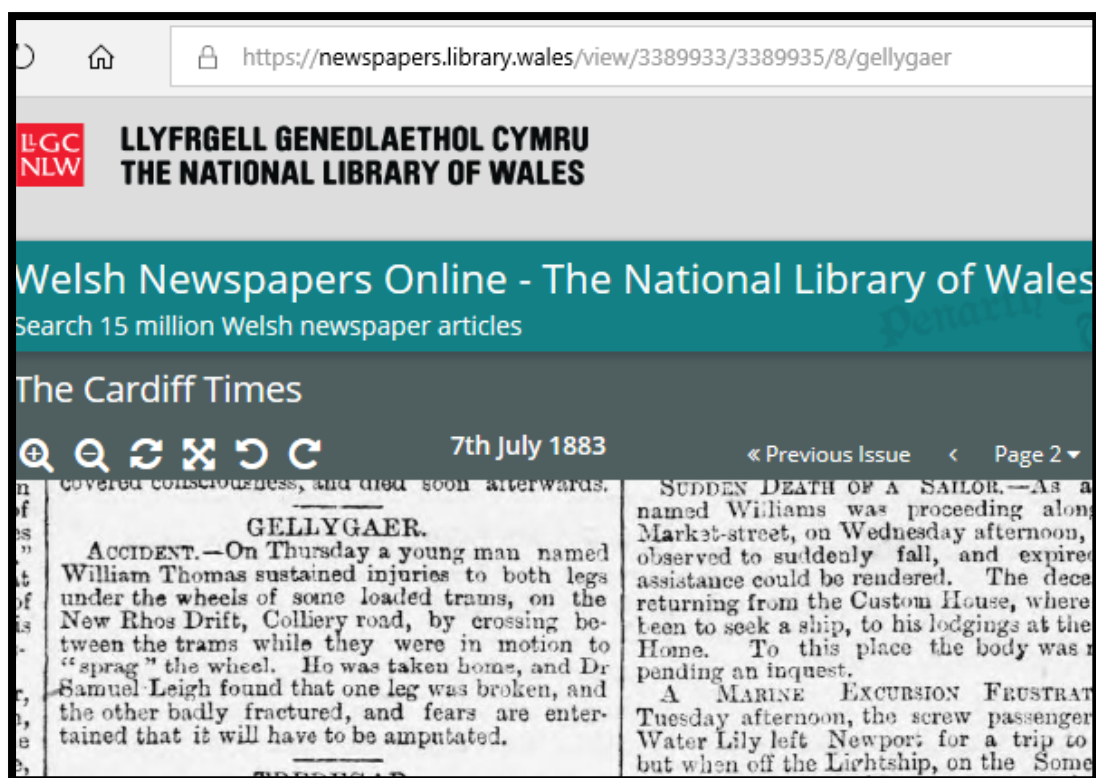 https://newspapers.library.wales/view/3389933/3389935/8/gellygaer
LLGC
NLW
LLYFRGELL GENEDLAETHOL CYMRU
THE NATIONAL LIBRARY OF WALES
Welsh Newspapers Online - The National Library of Wales
Search 15 million Welsh newspaper articles
Penarth
The Cardiff Times
7th July 1883
« Previous Issue
Page 2
covered consciousness, and died soon afterwards.
GELLYGAER.
ACCIDENT.—On Thursday a young man named
William Thomas sustained injuries to both legs
under the wheels of some loaded trams, on the
New Rhos Drift, Colliery road, by crossing be-
tween the trams while they were in motion to
"sprag" the wheel. He was taken home, and Dr
Samuel Leigh found that one leg was broken, and
the other badly fractured, and fears are enter-
tained that it will have to be amputated.
TREDEGAR
SUDDEN DEATH OF A SAILOR.—As a
named Williams was proceeding along
Market-street, on Wednesday afternoon,
observed to suddenly fall, and expired
assistance could be rendered. The dece
returning from the Custom House, where
been to seek a ship, to his lodgings at the
Home. To this place the body was
pending an inquest.
A MARINE EXCURSION FRUSTRAT
Tuesday afternoon, the screw passenger
Water Lily left Newport for a trip to
but when off the Lightship, on the Some